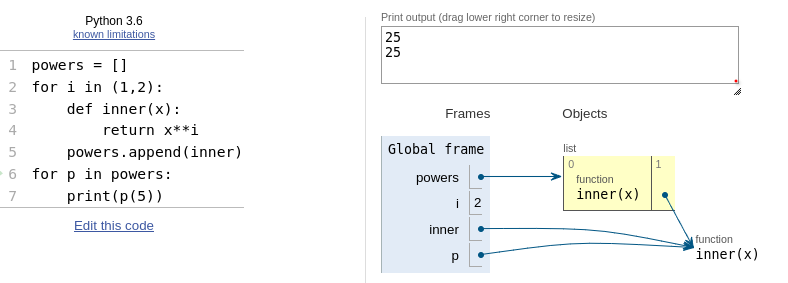 Python 3.6
known limitations
1 powers = []
2 for i in (1,2):
3     def inner(x):
4         return x**i
5     powers.append(inner)
6 for p in powers:
7     print(p(5))
Edit this code
Print output (drag lower right corner to resize)
25
25
Frames Objects
Global frame
powers
i 2
inner
p
list
0 1
function
inner(x)
function
inner(x)